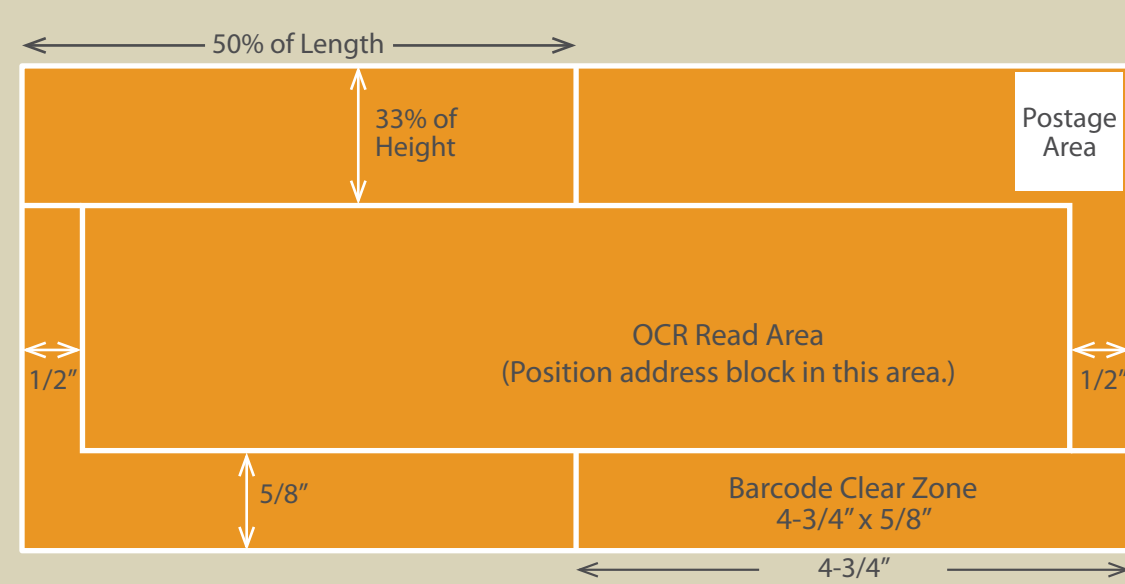 50% of Length
33% of
Height
Postage
Area
OCR Read Area
(Position address block in this area.)
1/2”
1/2”
5/8”
Barcode Clear Zone
4-3/4” x 5/8”
4-3/4”